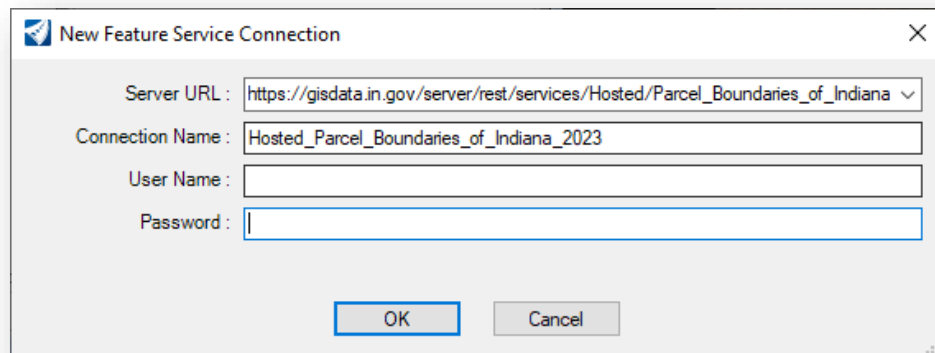 New Feature Service Connection
Server URL : https://gisdata.in.gov/server/rest/services/Hosted/Parcel_Boundaries_of_Indiana
Connection Name : Hosted_Parcel_Boundaries_of_Indiana_2023
User Name :
Password :
OK Cancel